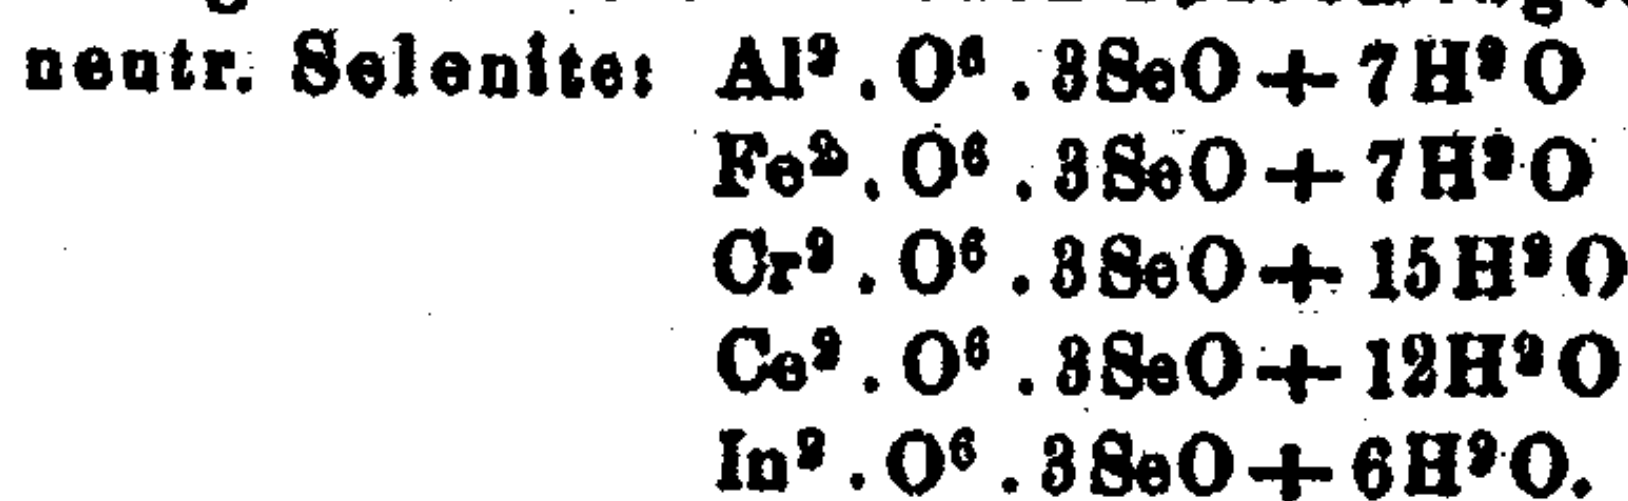 neutr. Selenite: Al² . O⁶ . 3SeO + 7H²O
Fe² . O⁶ . 3SeO + 7H²O
Cr² . O⁶ . 3SeO + 15H²O
Ce² . O⁶ . 3SeO + 12H²O
In² . O⁶ . 3SeO + 6H²O.